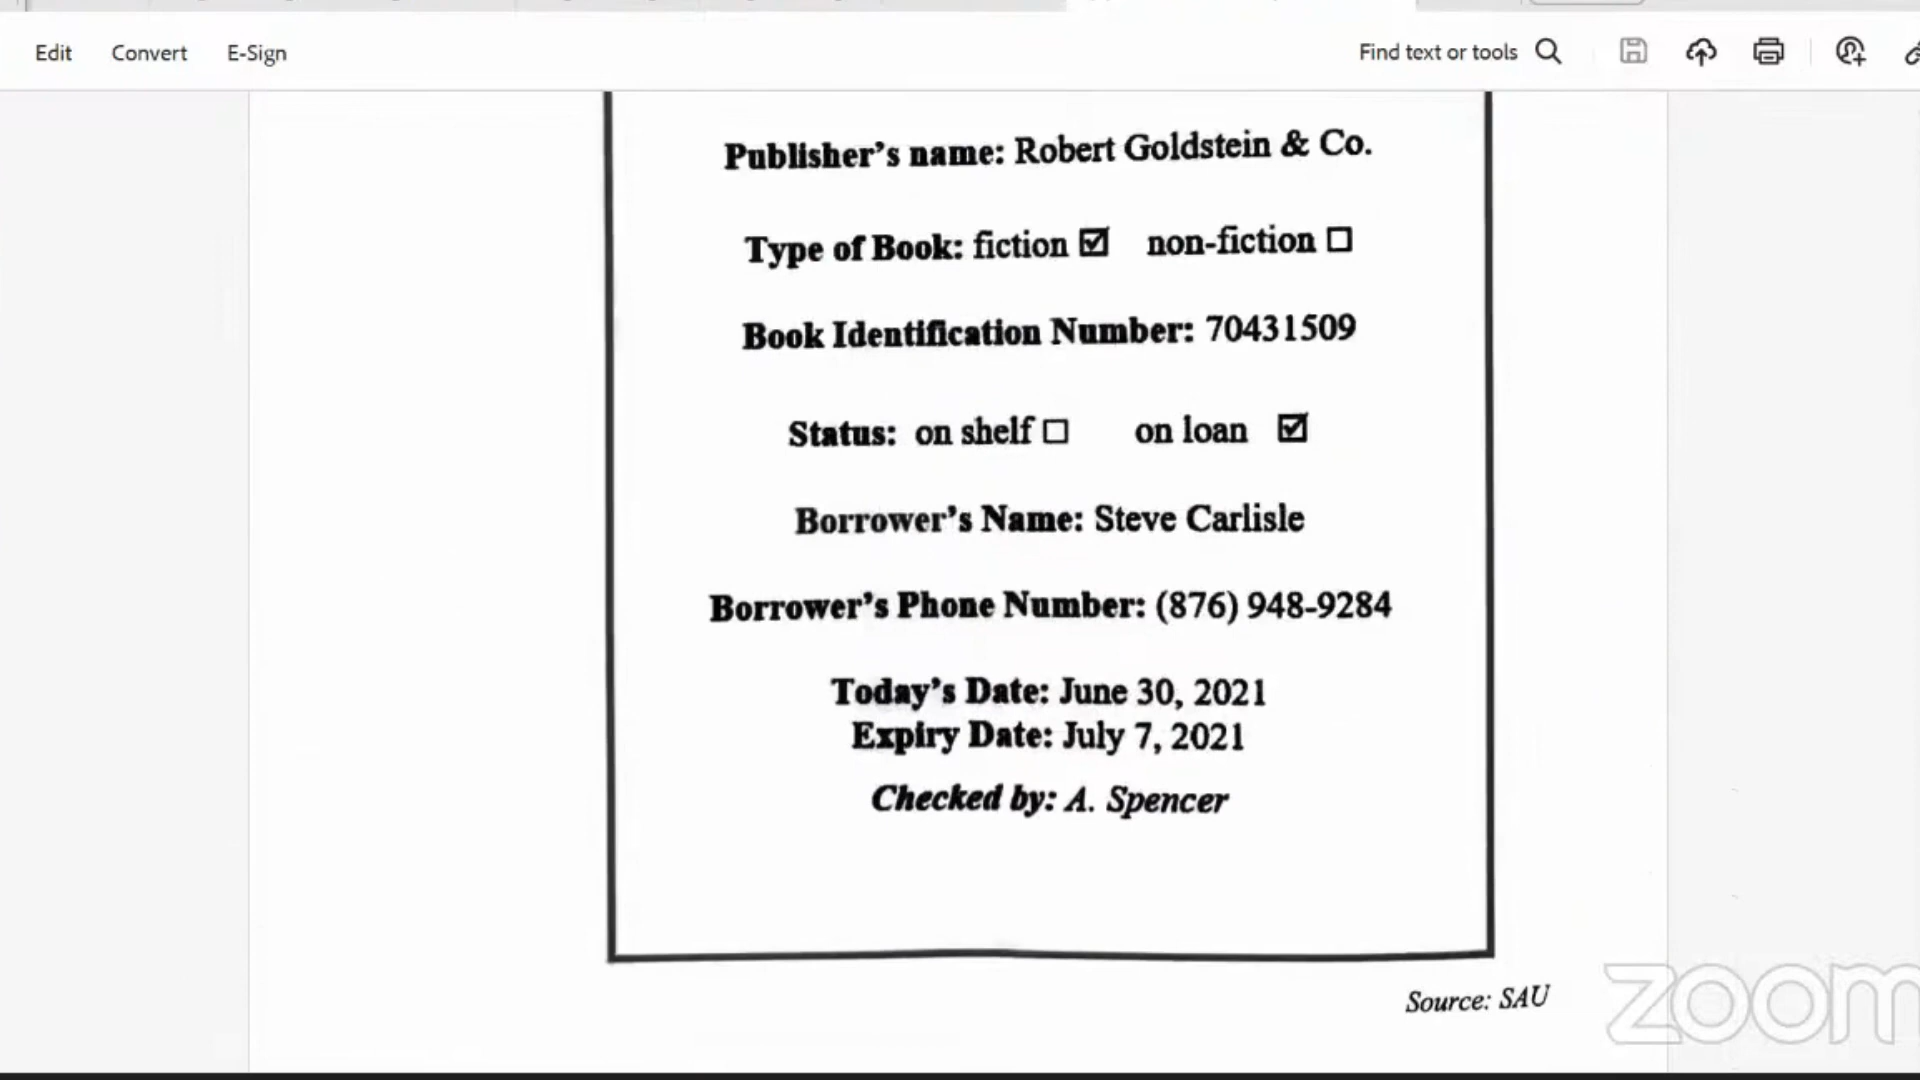 Edit Convert E-Sign Find text or tools
Publisher's name: Robert Goldstein & Co.
Type of Book: fiction ☑ non-fiction ☐
Book Identification Number: 70431509
Status: on shelf ☐ on loan ☑
Borrower's Name: Steve Carlisle
Borrower's Phone Number: (876) 948-9284
Today's Date: June 30, 2021
Expiry Date: July 7, 2021
Checked by: A. Spencer
Source: SAU
zoom